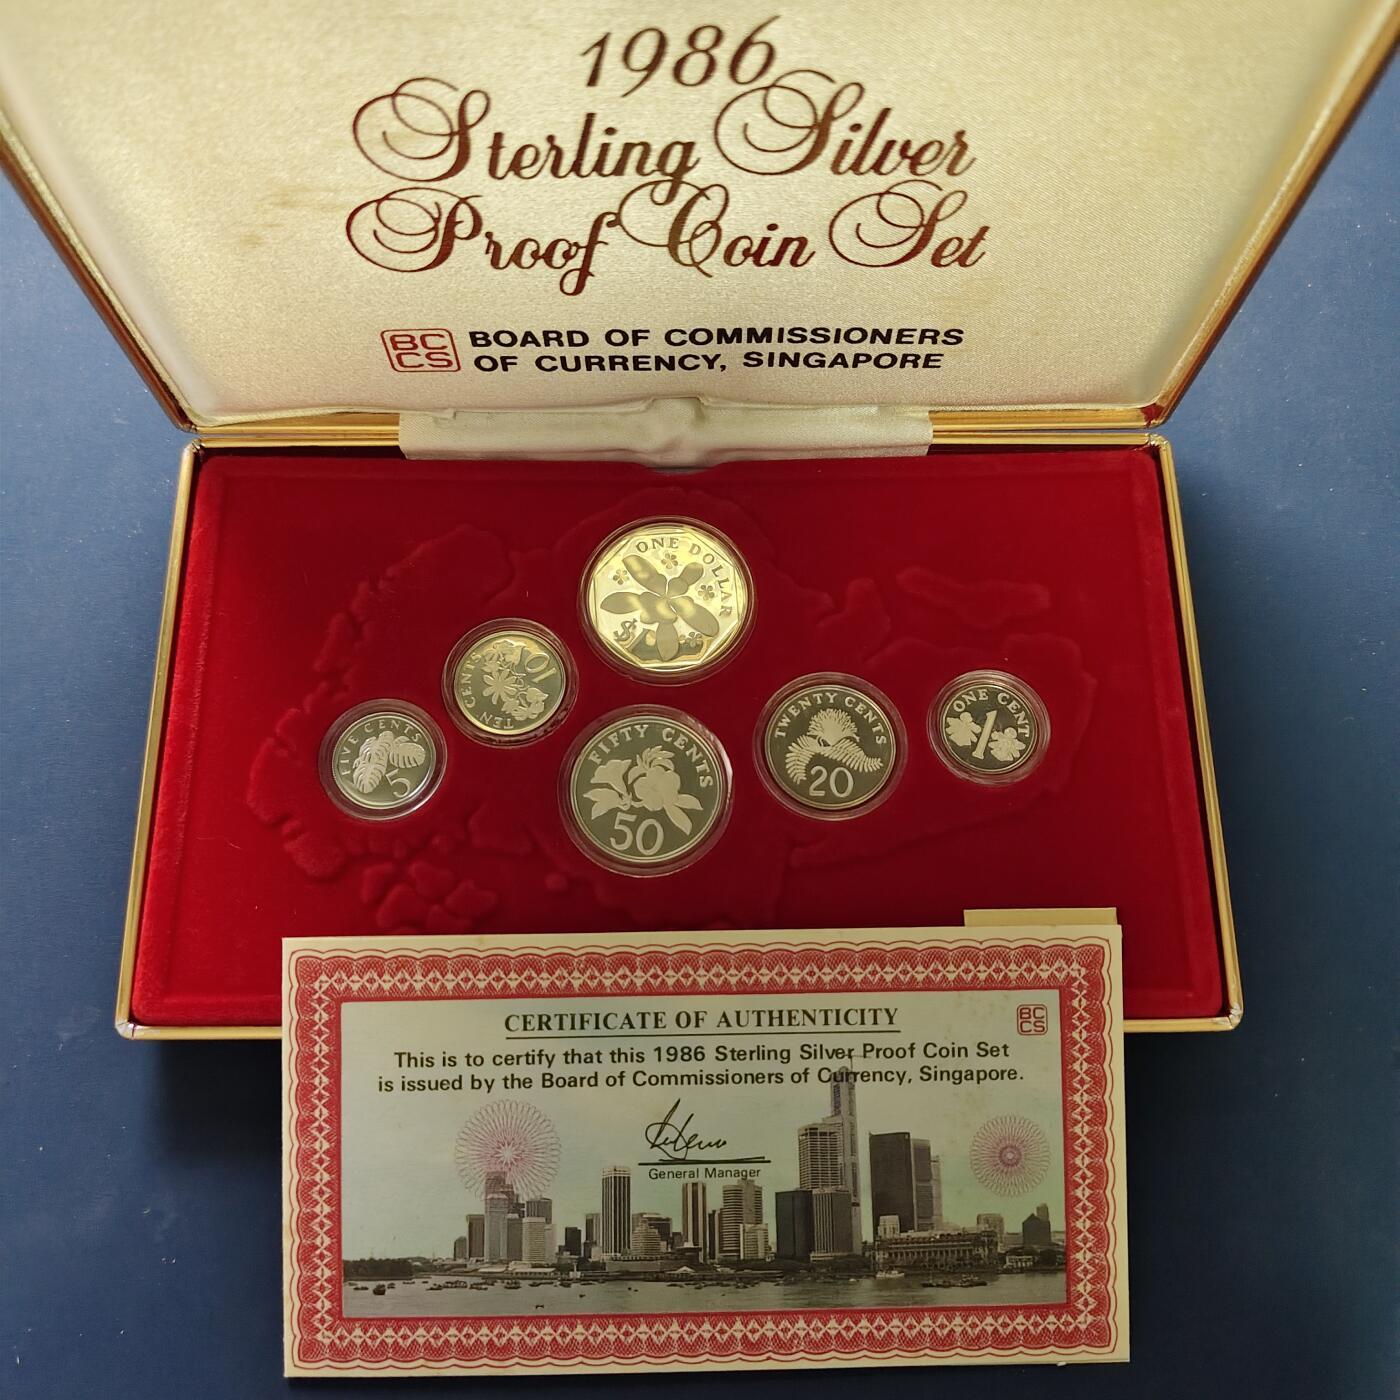 1986
Sterling Silver
Proof Coin Set
BC
CS
BOARD OF COMMISSIONERS
OF CURRENCY, SINGAPORE
ONE DOLLAR
$1
TEN CENTS
10
FIVE CENTS
5
FIFTY CENTS
50
TWENTY CENTS
20
ONE CENT
1
CERTIFICATE OF AUTHENTICITY
BC
CS
This is to certify that this 1986 Sterling Silver Proof Coin Set
is issued by the Board of Commissioners of Currency, Singapore.
General Manager